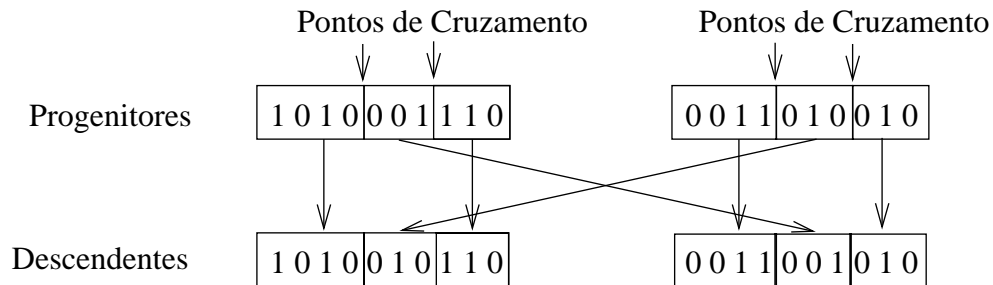 Pontos de Cruzamento Pontos de Cruzamento
Progenitores 1 0 1 0 0 0 1 1 1 0 0 0 1 1 0 1 0 0 1 0
Descendentes 1 0 1 0 0 1 0 1 1 0 0 0 1 1 0 0 1 0 1 0